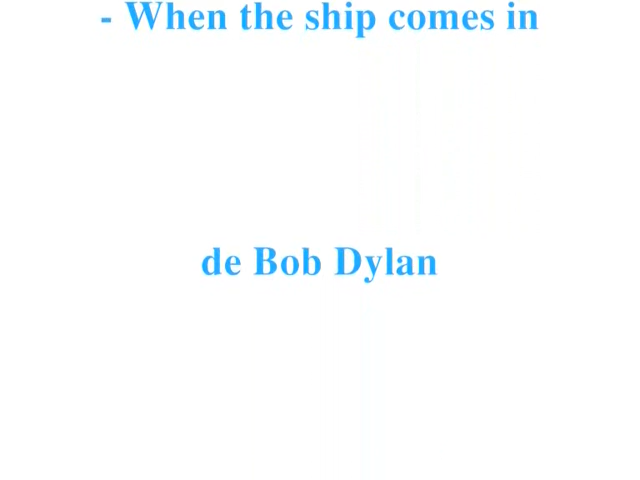 - When the ship comes in
de Bob Dylan